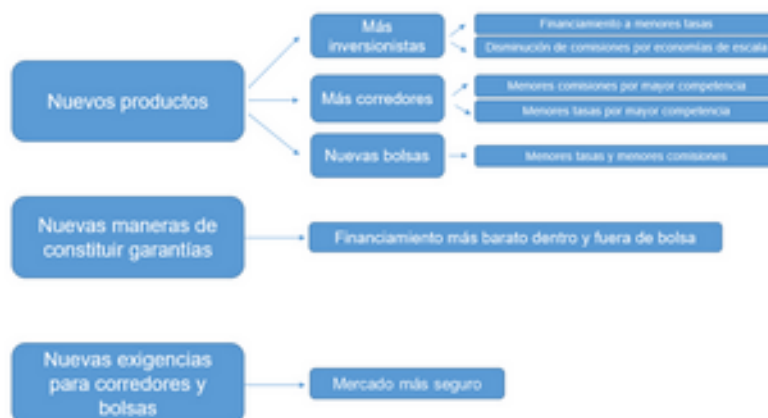 Nuevos productos
Más
inversionistas
Financiamiento a menores tasas
Disminución de comisiones por economías de escala
Más corredores
Menores comisiones por mayor competencia
Menores tasas por mayor competencia
Nuevas bolsas
Menores tasas y menores comisiones
Nuevas maneras de
constituir garantías
Financiamiento más barato dentro y fuera de bolsa
Nuevas exigencias
para corredores y
bolsas
Mercado más seguro